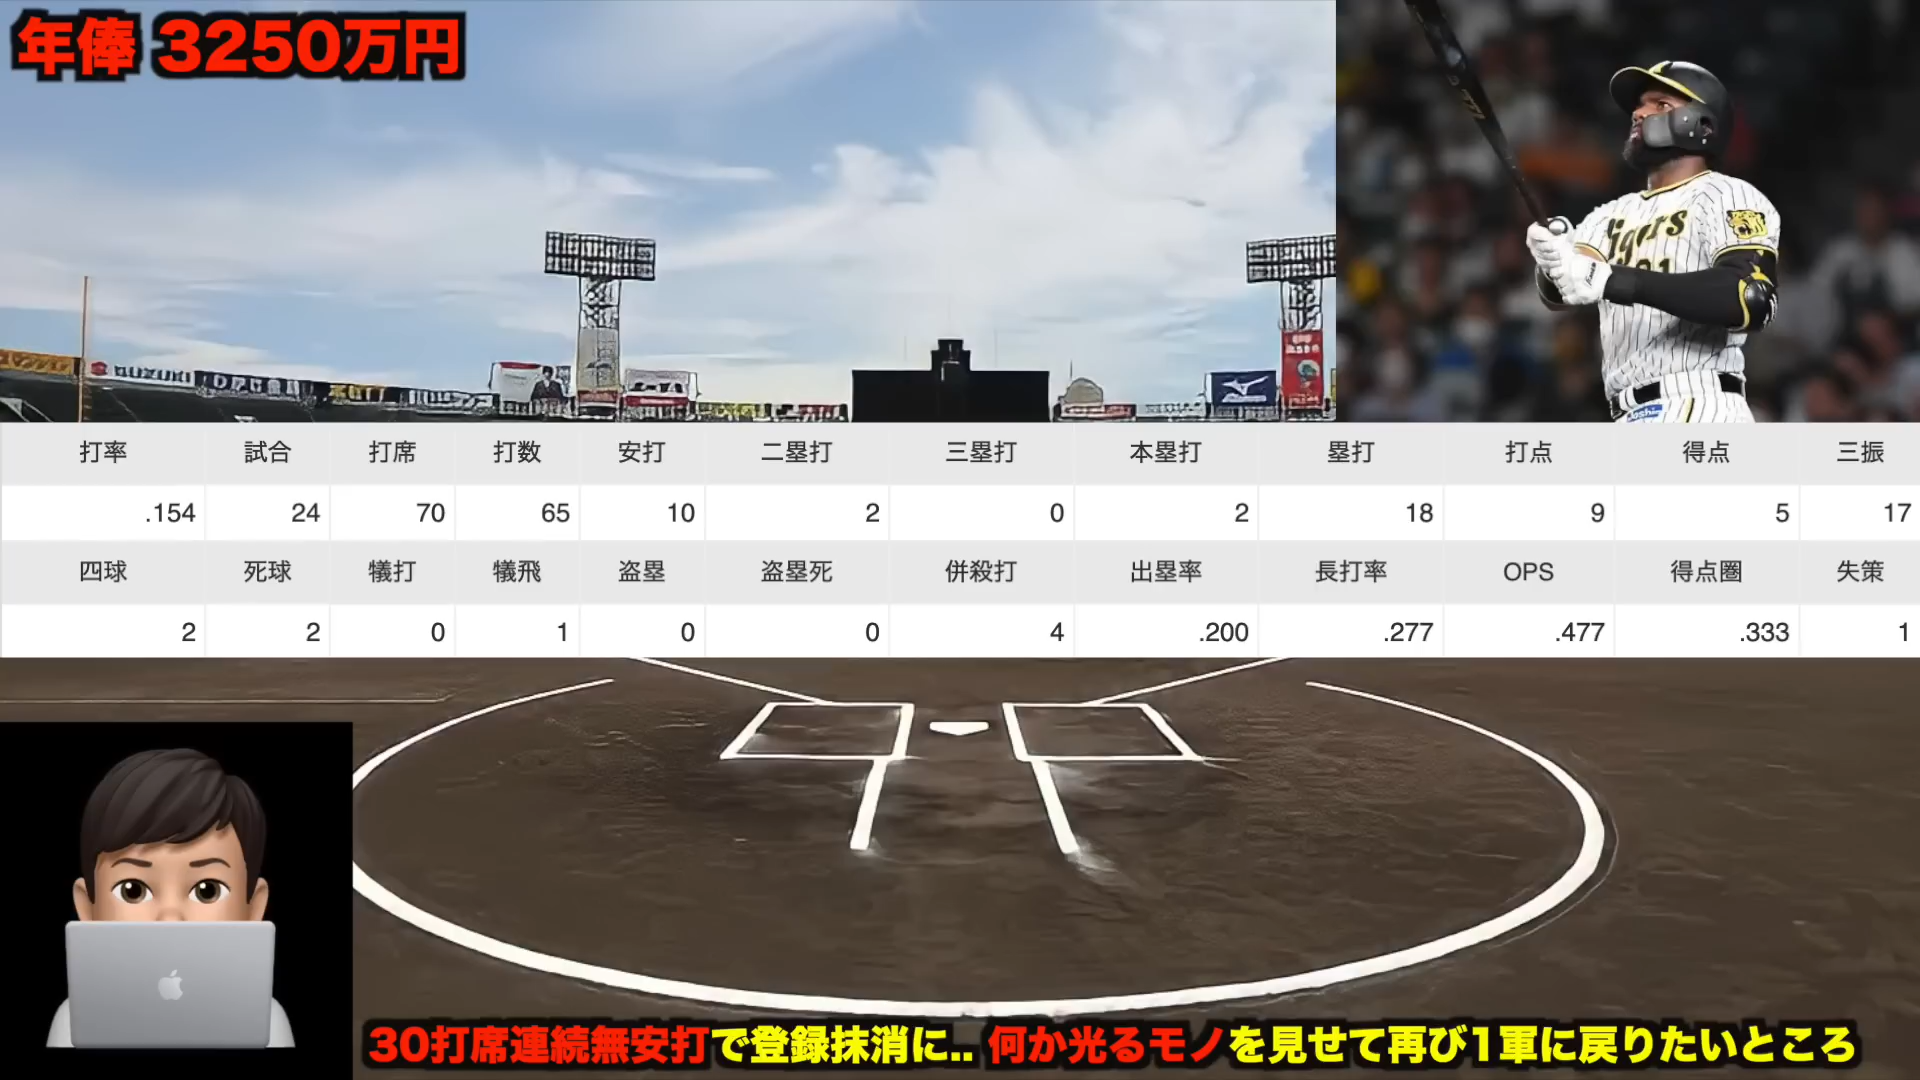 年俸 3250万円
SUZUKI
Tigers
打率 試合 打席 打数 安打 二塁打 三塁打 本塁打 塁打 打点 得点 三振
.154 24 70 65 10 2 0 2 18 9 5 17
四球 死球 犠打 犠飛 盗塁 盗塁死 併殺打 出塁率 長打率 OPS 得点圏 失策
2 2 0 1 0 0 4 .200 .277 .477 .333 1
30打席連続無安打で登録抹消に.. 何か光るモノを見せて再び1軍に戻りたいところ